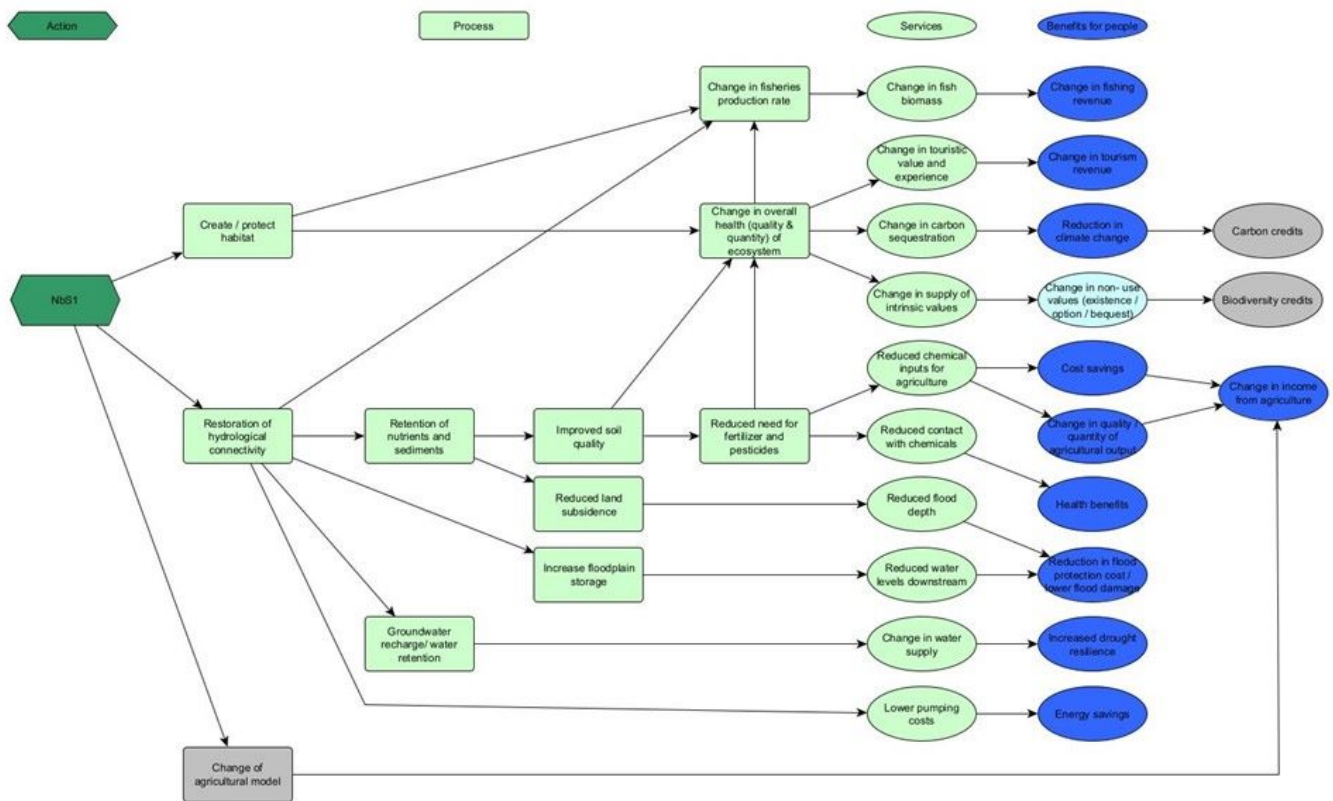 Action
Process
Services
Benefits for people
Change in fisheries
production rate
Change in fish
biomass
Change in fishing
revenue
Change in touristic
value and
experience
Change in tourism
revenue
Create / protect
habitat
Change in overall
health (quality &
quantity) of
ecosystem
Change in carbon
sequestration
Reduction in
climate change
Carbon credits
NbS1
Change in supply of
intrinsic values
Change in non- use
values (existence /
option / bequest)
Biodiversity credits
Reduced chemical
inputs for
agriculture
Cost savings
Change in income
from agriculture
Restoration of
hydrological
connectivity
Retention of
nutrients and
sediments
Improved soil
quality
Reduced need for
fertilizer and
pesticides
Reduced contact
with chemicals
Change in quality /
quantity of
agricultural output
Reduced land
subsidence
Reduced flood
depth
Health benefits
Increase floodplain
storage
Reduced water
levels downstream
Reduction in flood
protection cost /
lower flood damage
Groundwater
recharge/ water
retention
Change in water
supply
Increased drought
resilience
Lower pumping
costs
Energy savings
Change of
agricultural model